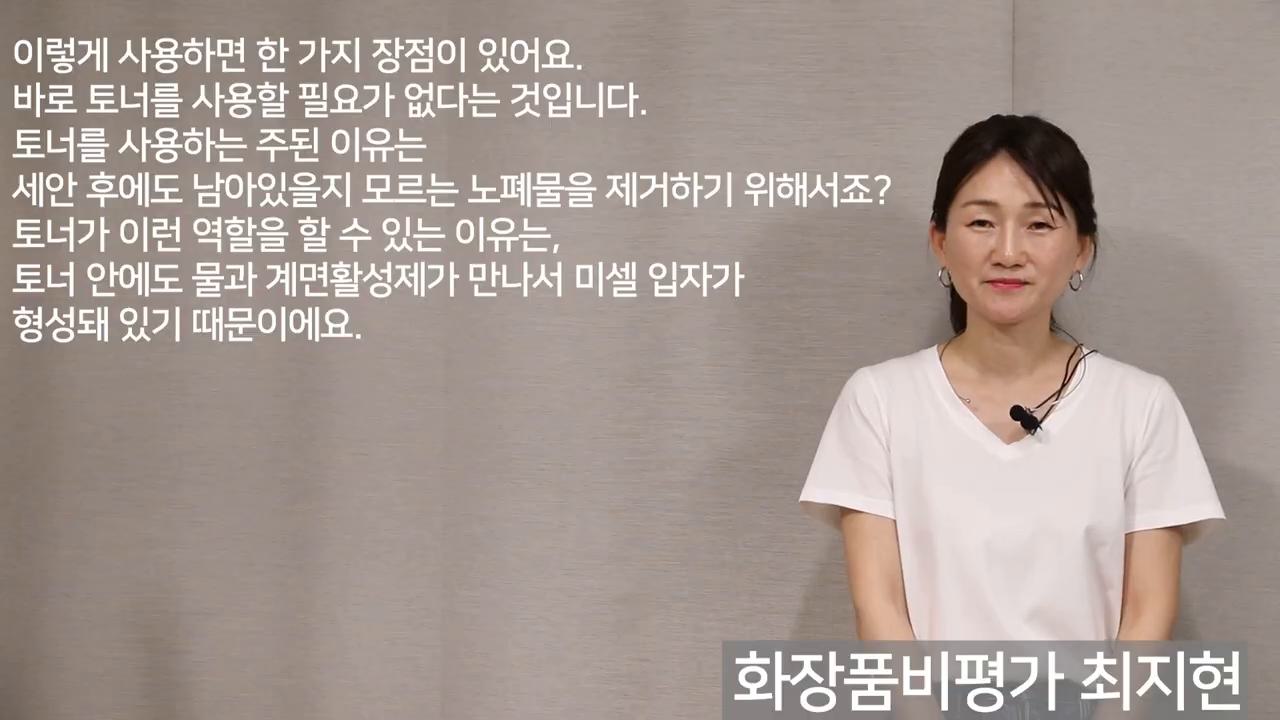 이렇게 사용하면 한 가지 장점이 있어요.
바로 토너를 사용할 필요가 없다는 것입니다.
토너를 사용하는 주된 이유는
세안 후에도 남아있을지 모르는 노폐물을 제거하기 위해서죠?
토너가 이런 역할을 할 수 있는 이유는,
토너 안에도 물과 계면활성제가 만나서 미셀 입자가
형성돼 있기 때문이에요.
화장품비평가 최지현